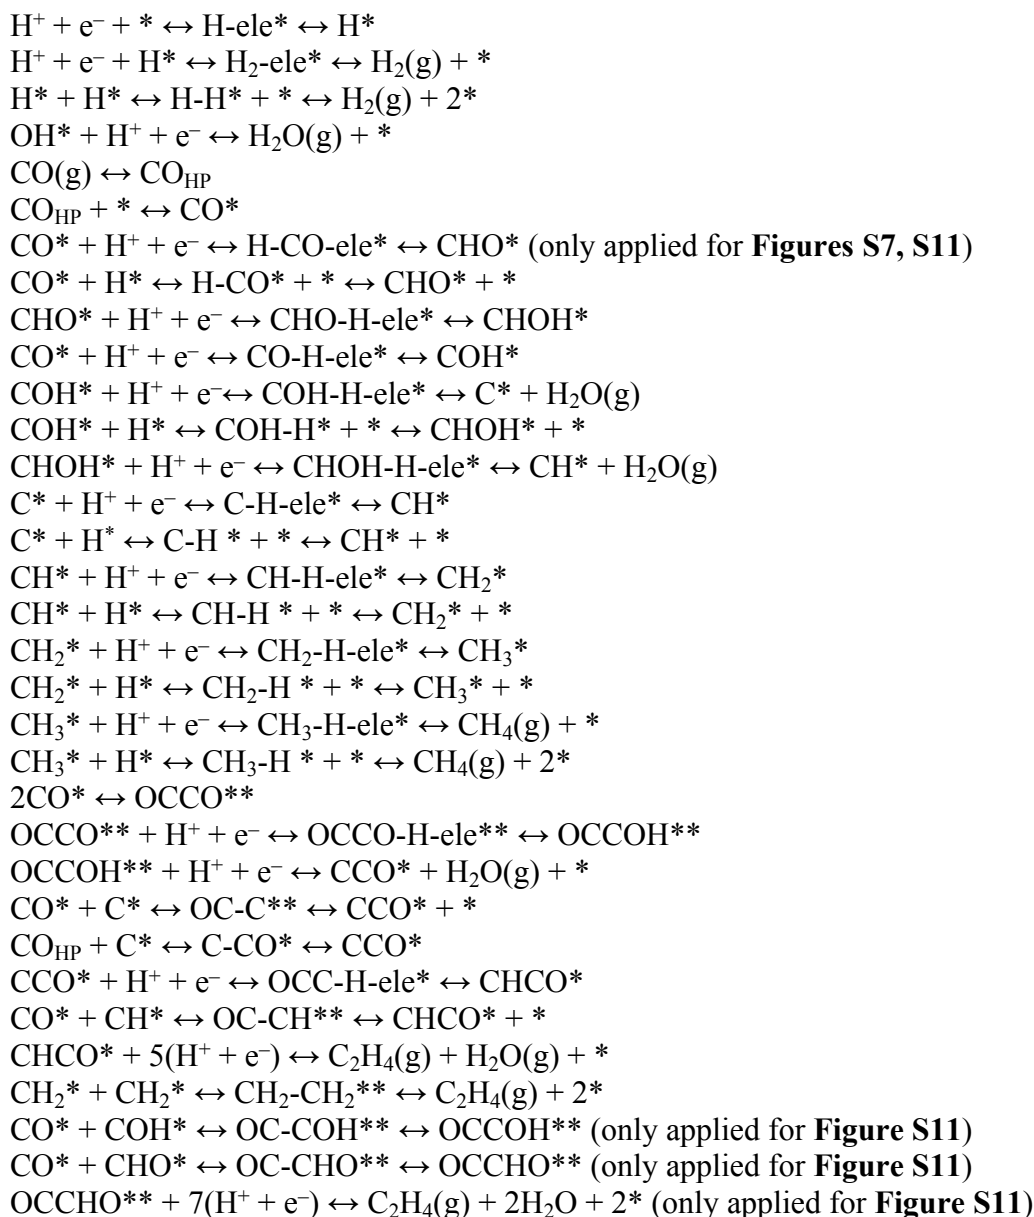 H⁺ + e⁻ + * ↔ H-ele* ↔ H*
H⁺ + e⁻ + H* ↔ H₂-ele* ↔ H₂(g) + *
H* + H* ↔ H-H* + * ↔ H₂(g) + 2*
OH* + H⁺ + e⁻ ↔ H₂O(g) + *
CO(g) ↔ CO_HP
CO_HP + * ↔ CO*
CO* + H⁺ + e⁻ ↔ H-CO-ele* ↔ CHO* (only applied for Figures S7, S11)
CO* + H* ↔ H-CO* + * ↔ CHO* + *
CHO* + H⁺ + e⁻ ↔ CHO-H-ele* ↔ CHOH*
CO* + H⁺ + e⁻ ↔ CO-H-ele* ↔ COH*
COH* + H⁺ + e⁻↔ COH-H-ele* ↔ C* + H₂O(g)
COH* + H* ↔ COH-H* + * ↔ CHOH* + *
CHOH* + H⁺ + e⁻ ↔ CHOH-H-ele* ↔ CH* + H₂O(g)
C* + H⁺ + e⁻ ↔ C-H-ele* ↔ CH*
C* + H* ↔ C-H * + * ↔ CH* + *
CH* + H⁺ + e⁻ ↔ CH-H-ele* ↔ CH₂*
CH* + H* ↔ CH-H * + * ↔ CH₂* + *
CH₂* + H⁺ + e⁻ ↔ CH₂-H-ele* ↔ CH₃*
CH₂* + H* ↔ CH₂-H * + * ↔ CH₃* + *
CH₃* + H⁺ + e⁻ ↔ CH₃-H-ele* ↔ CH₄(g) + *
CH₃* + H* ↔ CH₃-H * + * ↔ CH₄(g) + 2*
2CO* ↔ OCCO**
OCCO** + H⁺ + e⁻ ↔ OCCO-H-ele** ↔ OCCOH**
OCCOH** + H⁺ + e⁻ ↔ CCO* + H₂O(g) + *
CO* + C* ↔ OC-C** ↔ CCO* + *
CO_HP + C* ↔ C-CO* ↔ CCO*
CCO* + H⁺ + e⁻ ↔ OCC-H-ele* ↔ CHCO*
CO* + CH* ↔ OC-CH** ↔ CHCO* + *
CHCO* + 5(H⁺ + e⁻) ↔ C₂H₄(g) + H₂O(g) + *
CH₂* + CH₂* ↔ CH₂-CH₂** ↔ C₂H₄(g) + 2*
CO* + COH* ↔ OC-COH** ↔ OCCOH** (only applied for Figure S11)
CO* + CHO* ↔ OC-CHO** ↔ OCCHO** (only applied for Figure S11)
OCCHO** + 7(H⁺ + e⁻) ↔ C₂H₄(g) + 2H₂O + 2* (only applied for Figure S11)